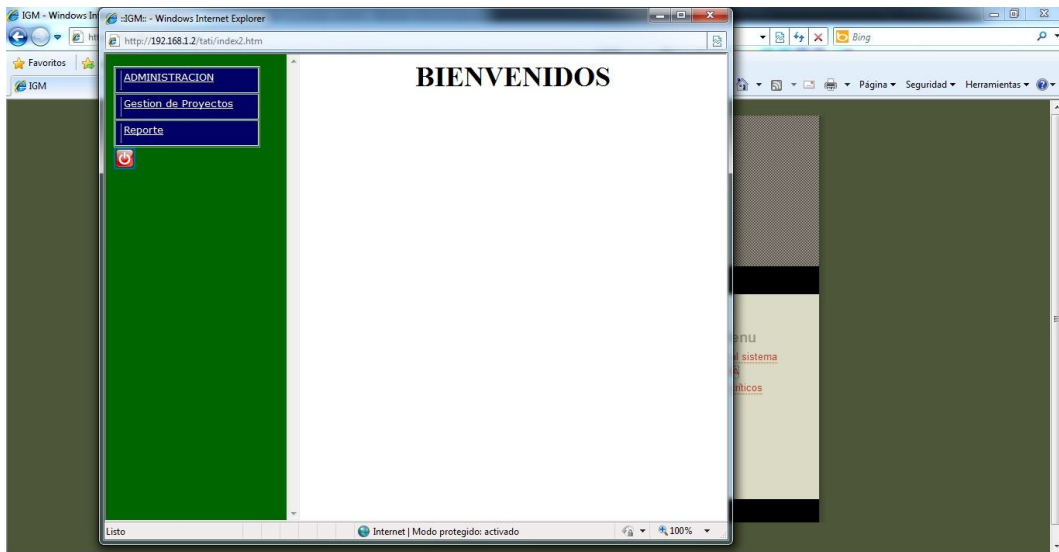 IGM - Windows In
::IGM:: - Windows Internet Explorer
http://192.168.1.2/tati/index2.htm
Bing
Favoritos
IGM
Página
Seguridad
Herramientas
ADMINISTRACION
Gestion de Proyectos
Reporte
BIENVENIDOS
enu
al sistema
Listo
Internet | Modo protegido: activado
100%